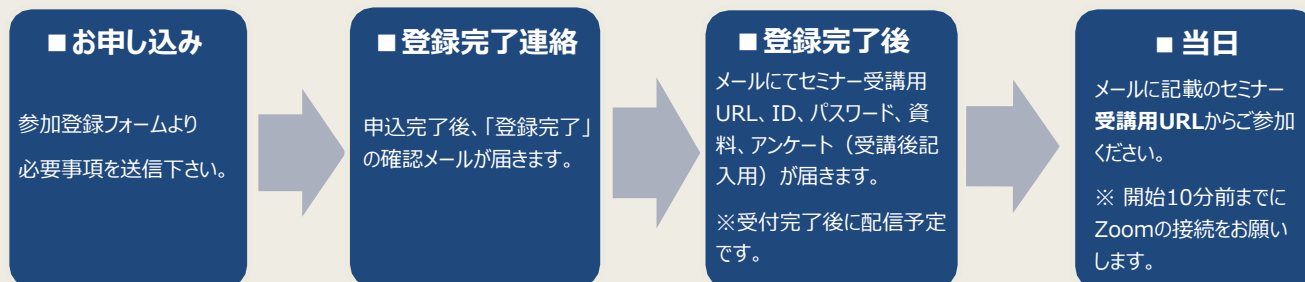 ■お申し込み
参加登録フォームより
必要事項を送信下さい。
■登録完了連絡
申込完了後、「登録完了」
の確認メールが届きます。
■登録完了後
メールにてセミナー受講用
URL、ID、パスワード、資
料、アンケート（受講後記
入用）が届きます。
※受付完了後に配信予定
です。
■当日
メールに記載のセミナー
受講用URLからご参加
ください。
※ 開始10分前までに
Zoomの接続をお願い
します。